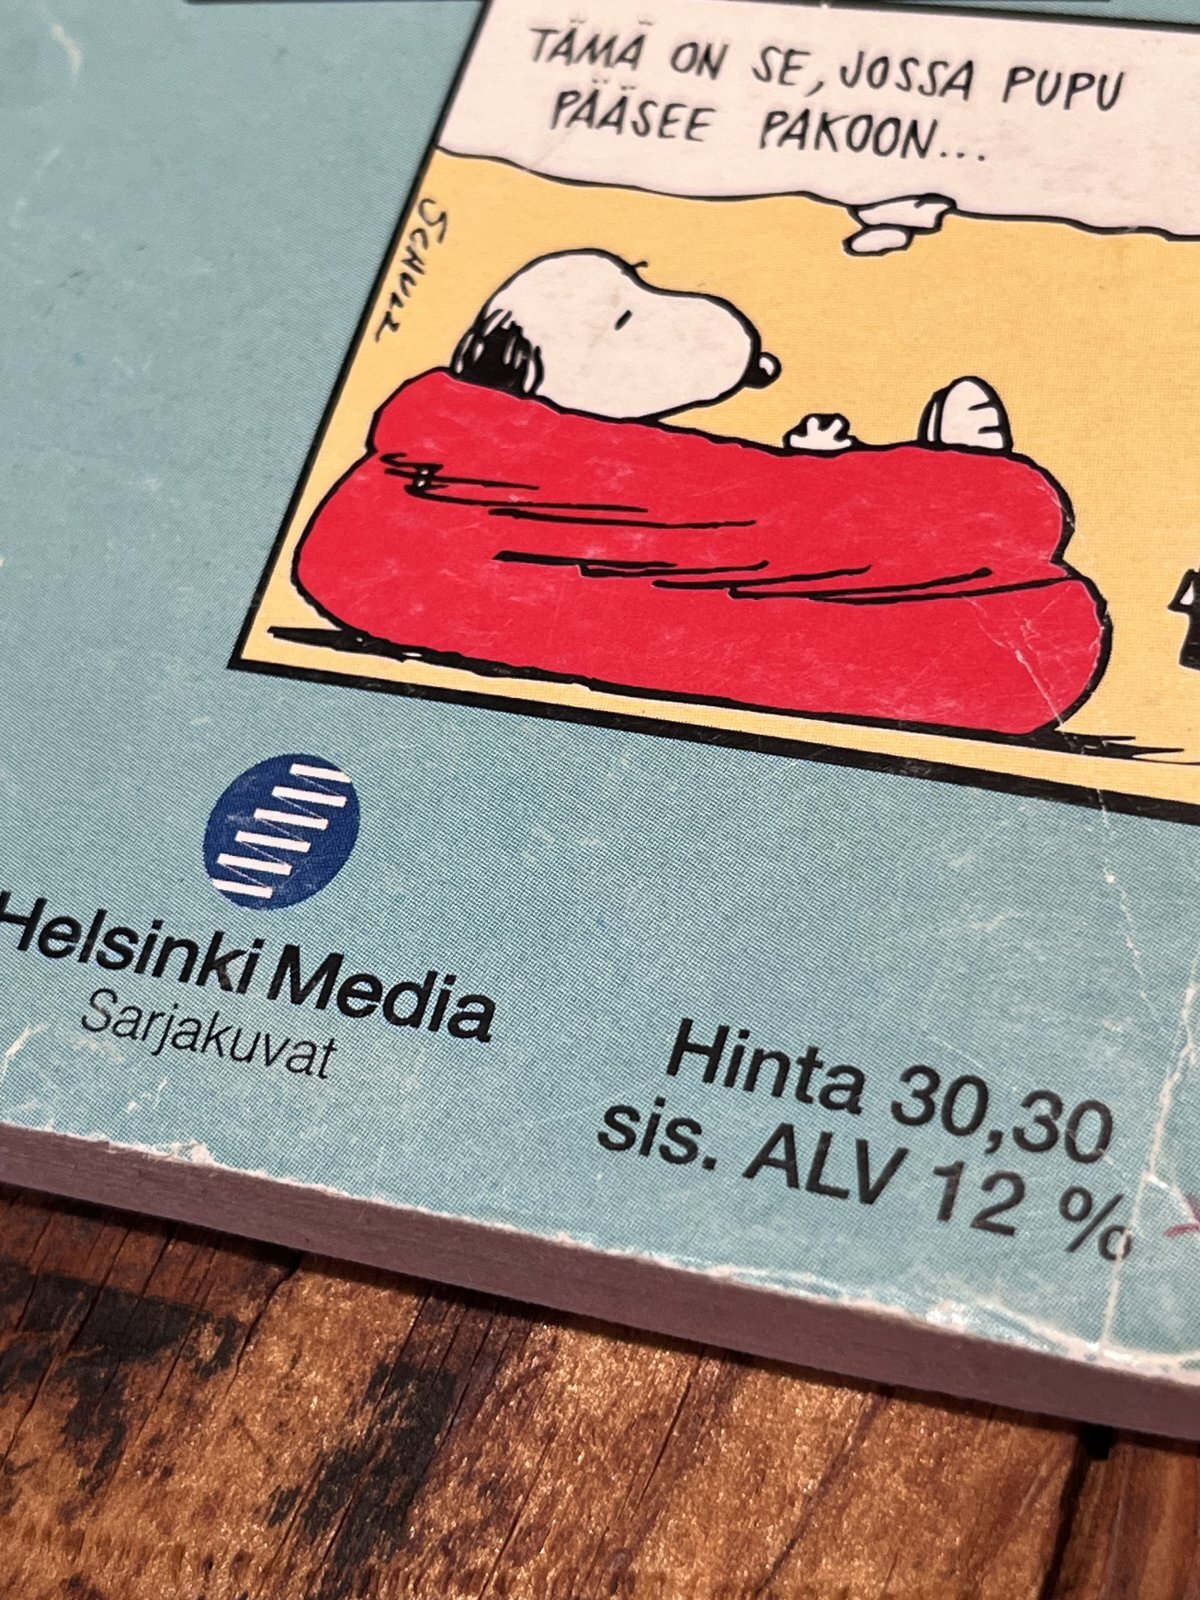 TÄMÄ ON SE, JOSSA PUPU
PÄÄSEE PAKOON...
SCHULZ
Helsinki Media
Sarjakuvat
Hinta 30,30
sis. ALV 12 %